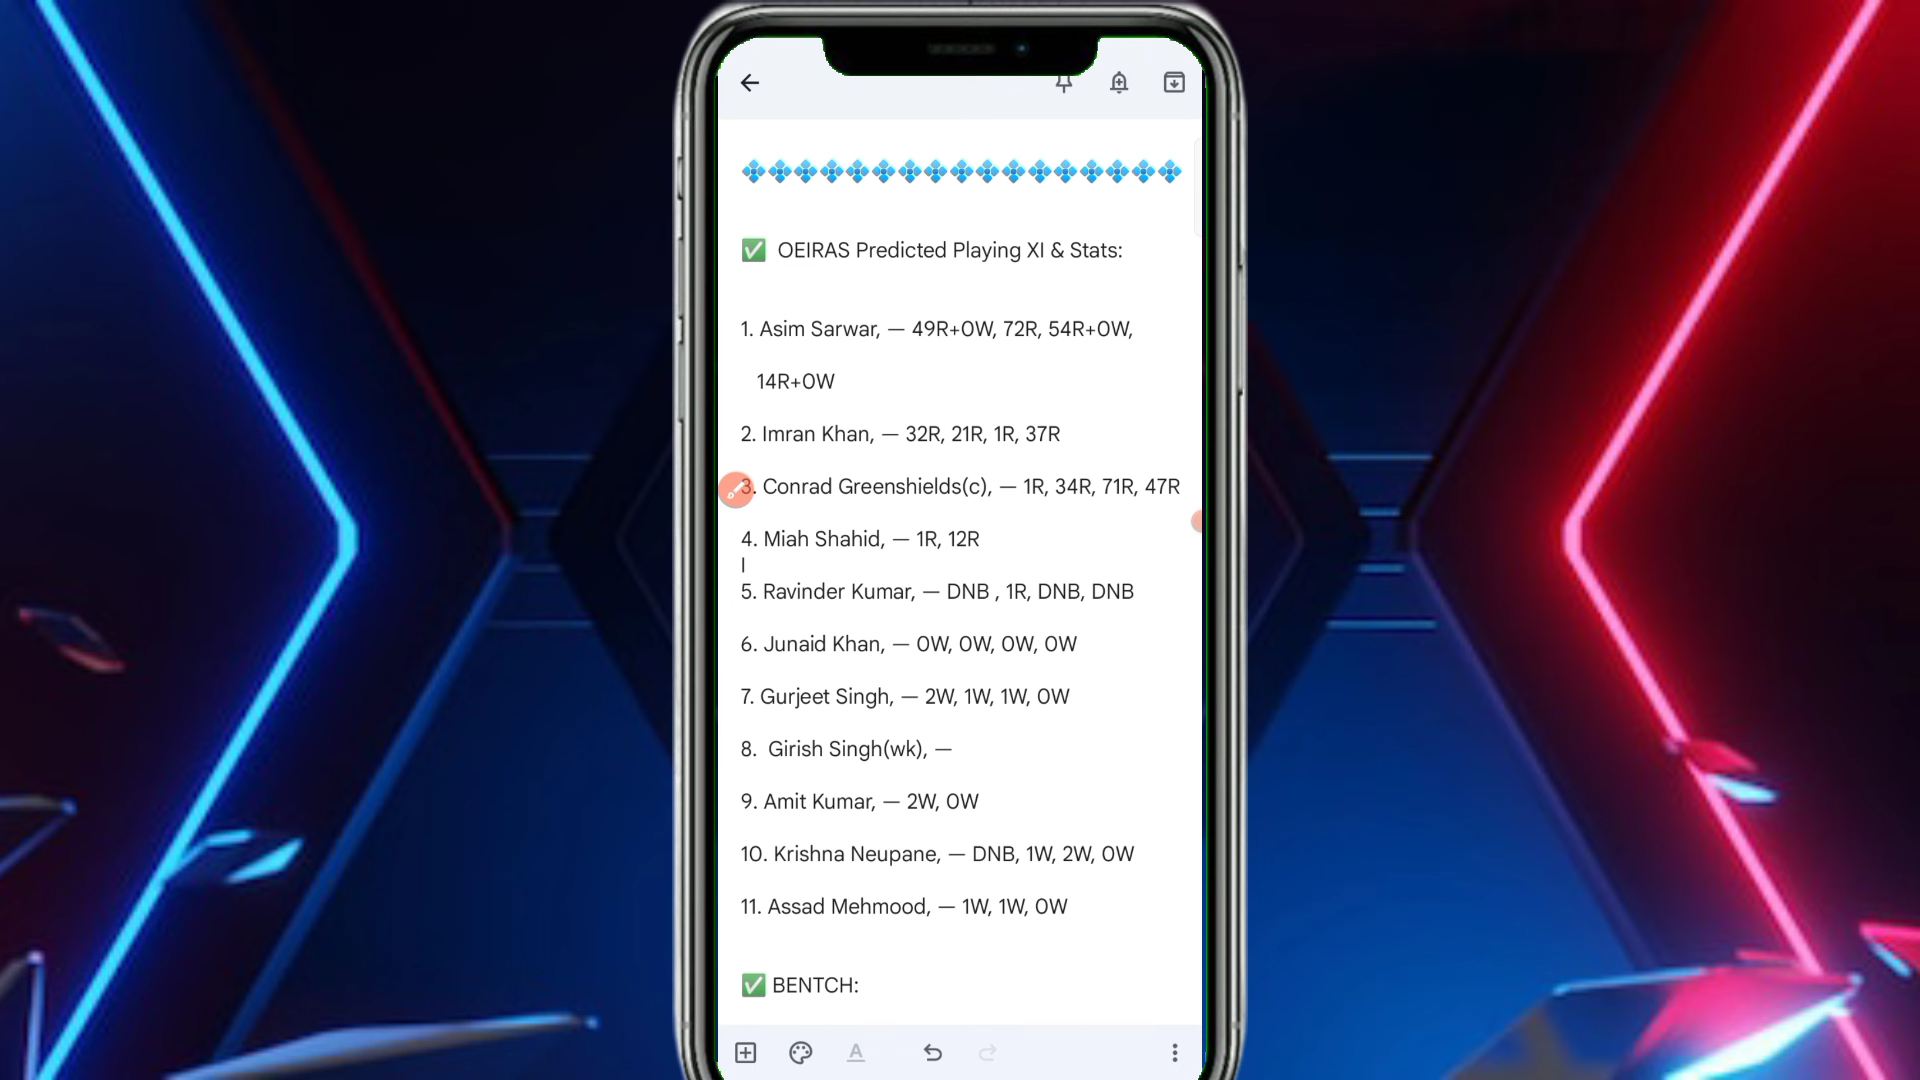 ✅ OEIRAS Predicted Playing XI & Stats:
1. Asim Sarwar, — 49R+0W, 72R, 54R+0W,
14R+0W
2. Imran Khan, — 32R, 21R, 1R, 37R
3. Conrad Greenshields(c), — 1R, 34R, 71R, 47R
4. Miah Shahid, — 1R, 12R
l
5. Ravinder Kumar, — DNB , 1R, DNB, DNB
6. Junaid Khan, — 0W, 0W, 0W, 0W
7. Gurjeet Singh, — 2W, 1W, 1W, 0W
8.  Girish Singh(wk), —
9. Amit Kumar, — 2W, 0W
10. Krishna Neupane, — DNB, 1W, 2W, 0W
11. Assad Mehmood, — 1W, 1W, 0W
✅ BENTCH: